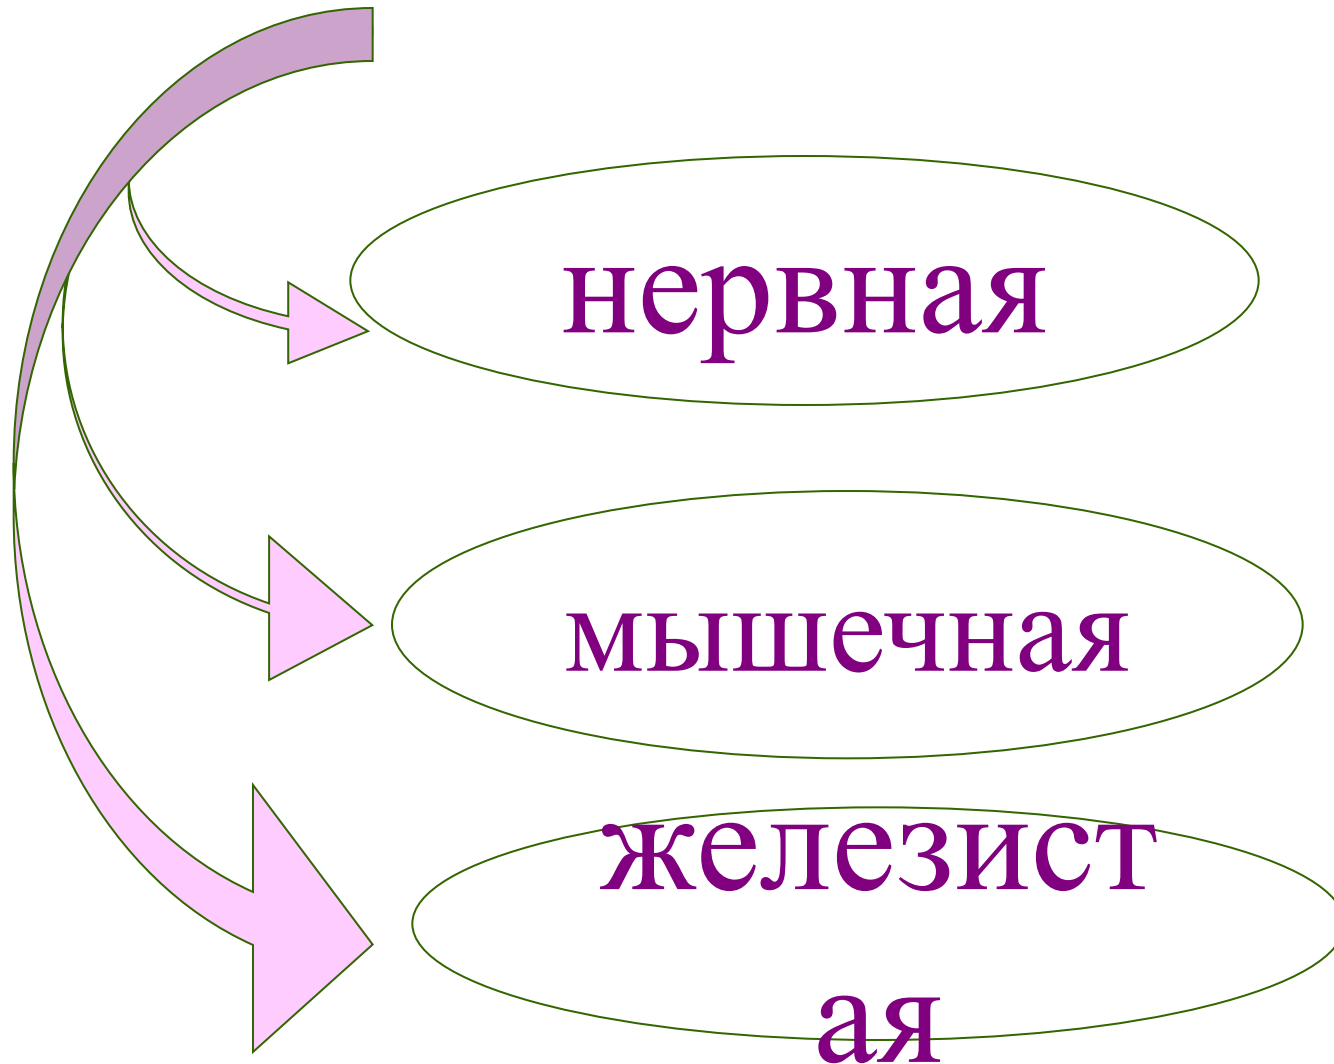 нервная
мышечная
железист
ая